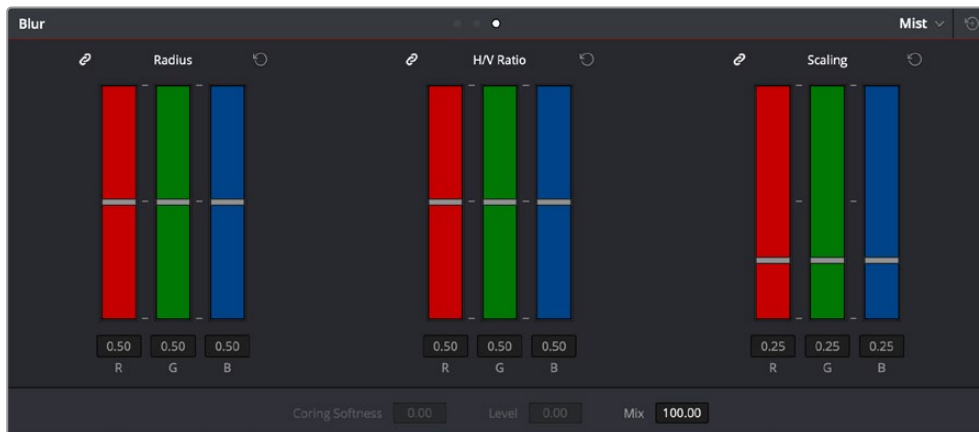 Blur Mist
Radius H/V Ratio Scaling
0.50 0.50 0.50 0.50 0.50 0.50 0.25 0.25 0.25
R G B R G B R G B
Coring Softness 0.00 Level 0.00 Mix 100.00